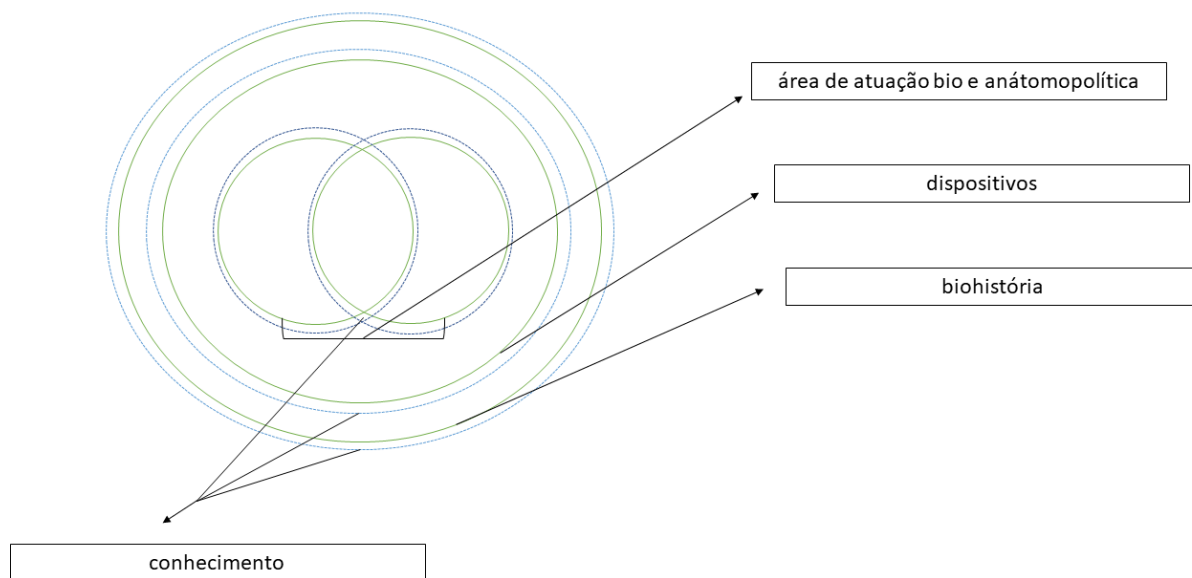 área de atuação bio e anátomopolítica
dispositivos
biohistória
conhecimento